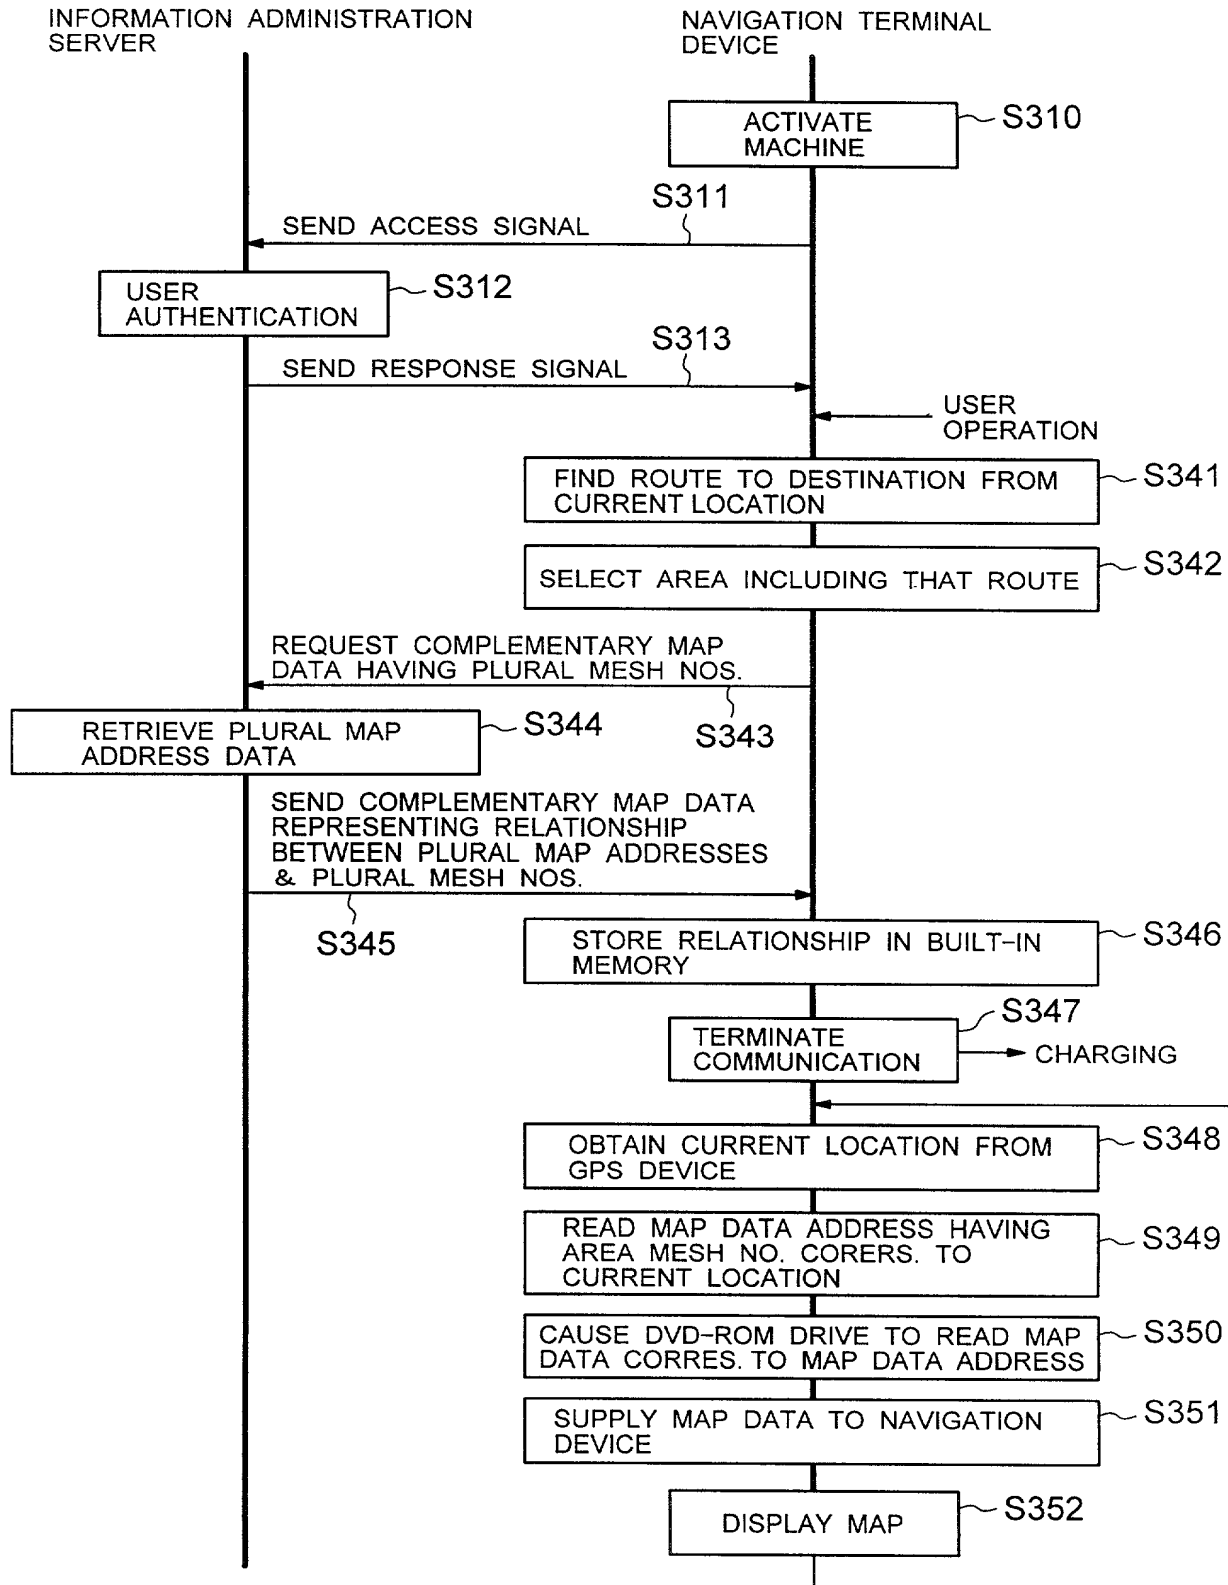 INFORMATION ADMINISTRATION
SERVER
NAVIGATION TERMINAL
DEVICE
ACTIVATE
MACHINE
S310
S311
SEND ACCESS SIGNAL
USER
AUTHENTICATION
S312
S313
SEND RESPONSE SIGNAL
USER
OPERATION
FIND ROUTE TO DESTINATION FROM
CURRENT LOCATION
S341
SELECT AREA INCLUDING THAT ROUTE
S342
REQUEST COMPLEMENTARY MAP
DATA HAVING PLURAL MESH NOS.
S343
RETRIEVE PLURAL MAP
ADDRESS DATA
S344
SEND COMPLEMENTARY MAP DATA
REPRESENTING RELATIONSHIP
BETWEEN PLURAL MAP ADDRESSES
& PLURAL MESH NOS.
S345
STORE RELATIONSHIP IN BUILT-IN
MEMORY
S346
TERMINATE
COMMUNICATION
S347
CHARGING
OBTAIN CURRENT LOCATION FROM
GPS DEVICE
S348
READ MAP DATA ADDRESS HAVING
AREA MESH NO. CORERS. TO
CURRENT LOCATION
S349
CAUSE DVD-ROM DRIVE TO READ MAP
DATA CORRES. TO MAP DATA ADDRESS
S350
SUPPLY MAP DATA TO NAVIGATION
DEVICE
S351
DISPLAY MAP
S352